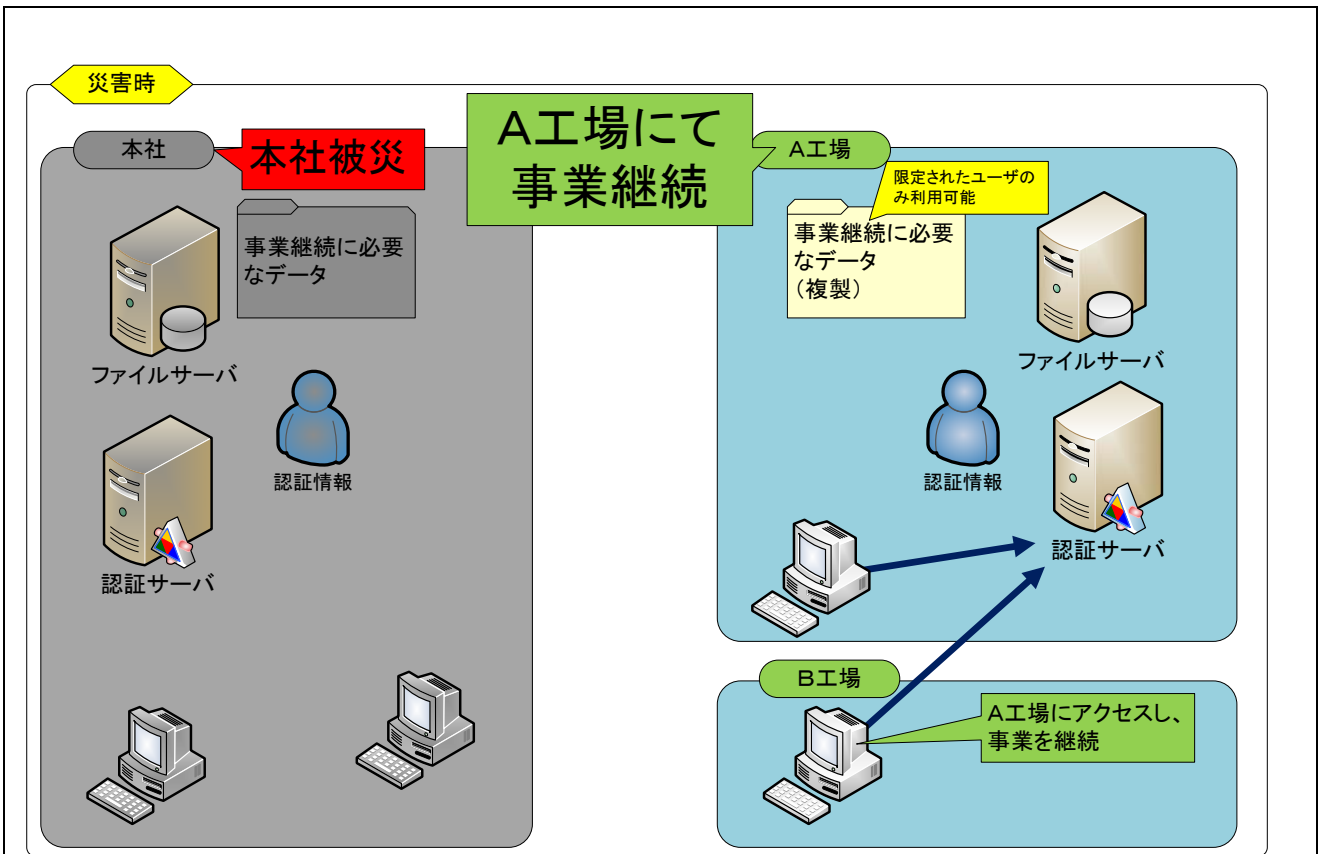 災害時
本社
本社被災
A工場にて
事業継続
A工場
限定されたユーザの
み利用可能
事業継続に必要
なデータ
事業継続に必要
なデータ
(複製)
ファイルサーバ
ファイルサーバ
認証情報
認証情報
認証サーバ
認証サーバ
B工場
A工場にアクセスし、
事業を継続